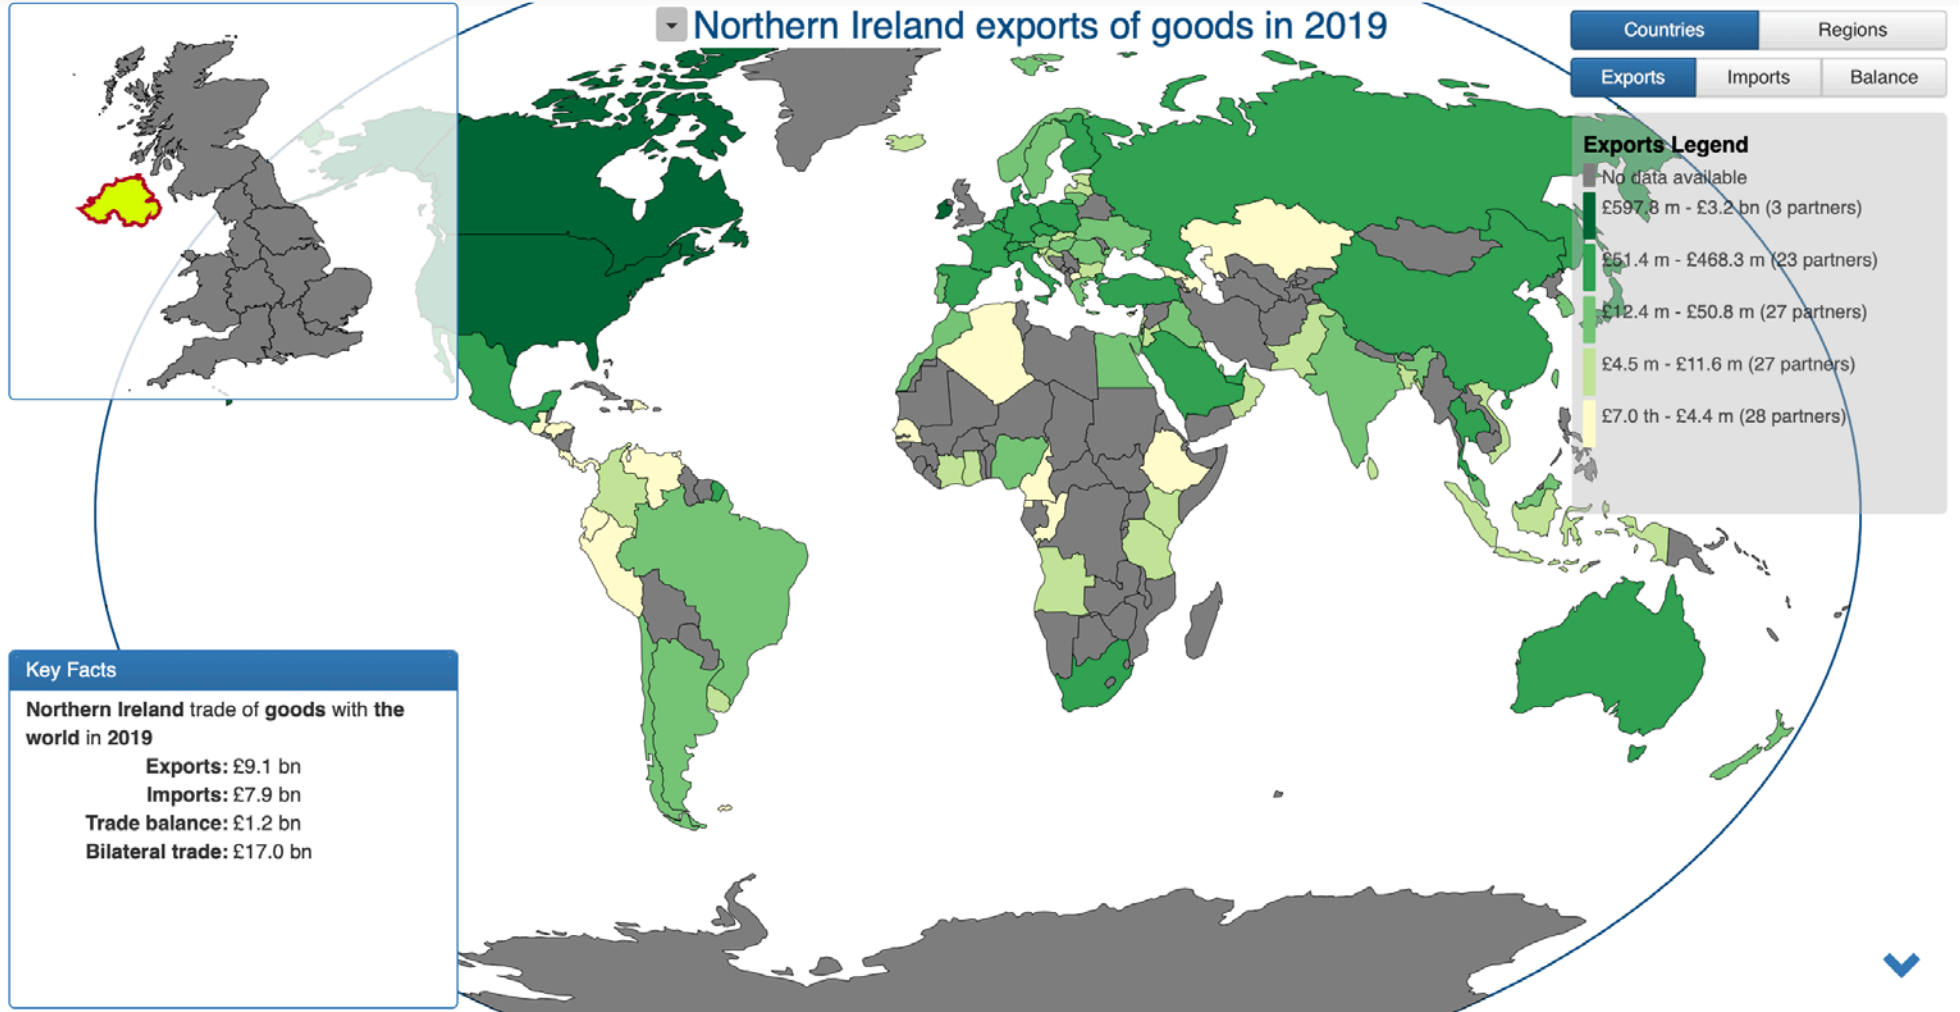 Northern Ireland exports of goods in 2019
Countries
Regions
Exports
Imports
Balance
Exports Legend
No data available
£597.8 m - £3.2 bn (3 partners)
£51.4 m - £468.3 m (23 partners)
£12.4 m - £50.8 m (27 partners)
£4.5 m - £11.6 m (27 partners)
£7.0 th - £4.4 m (28 partners)
Key Facts
Northern Ireland trade of goods with the
world in 2019
Exports: £9.1 bn
Imports: £7.9 bn
Trade balance: £1.2 bn
Bilateral trade: £17.0 bn